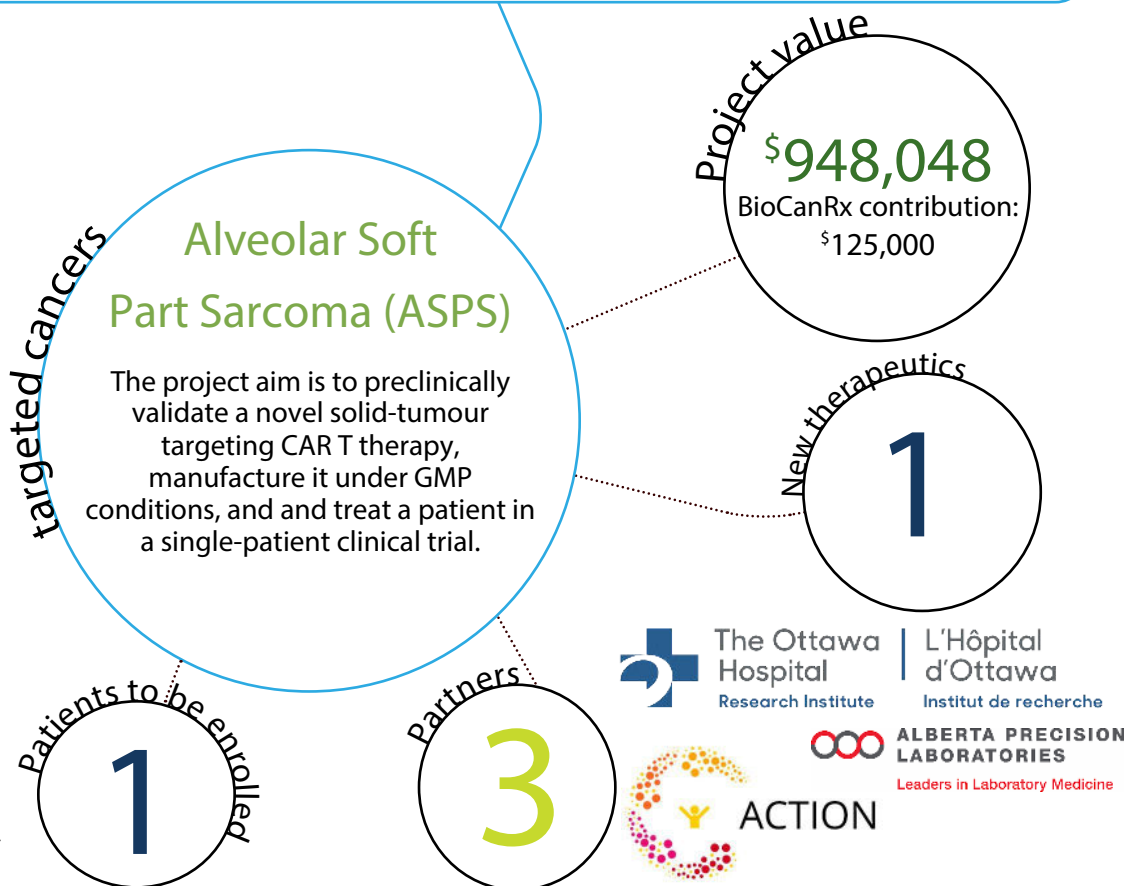 Project value
$948,048
BioCanRx contribution:
$125,000
targeted cancers
Alveolar Soft
Part Sarcoma (ASPS)
The project aim is to preclinically
validate a novel solid-tumour
targeting CAR T therapy,
manufacture it under GMP
conditions, and and treat a patient in
a single-patient clinical trial.
New therapeutics
1
Patients to be enrolled
1
Partners
3
The Ottawa
Hospital
Research Institute
L'Hôpital
d'Ottawa
Institut de recherche
ALBERTA PRECISION
LABORATORIES
Leaders in Laboratory Medicine
ACTION